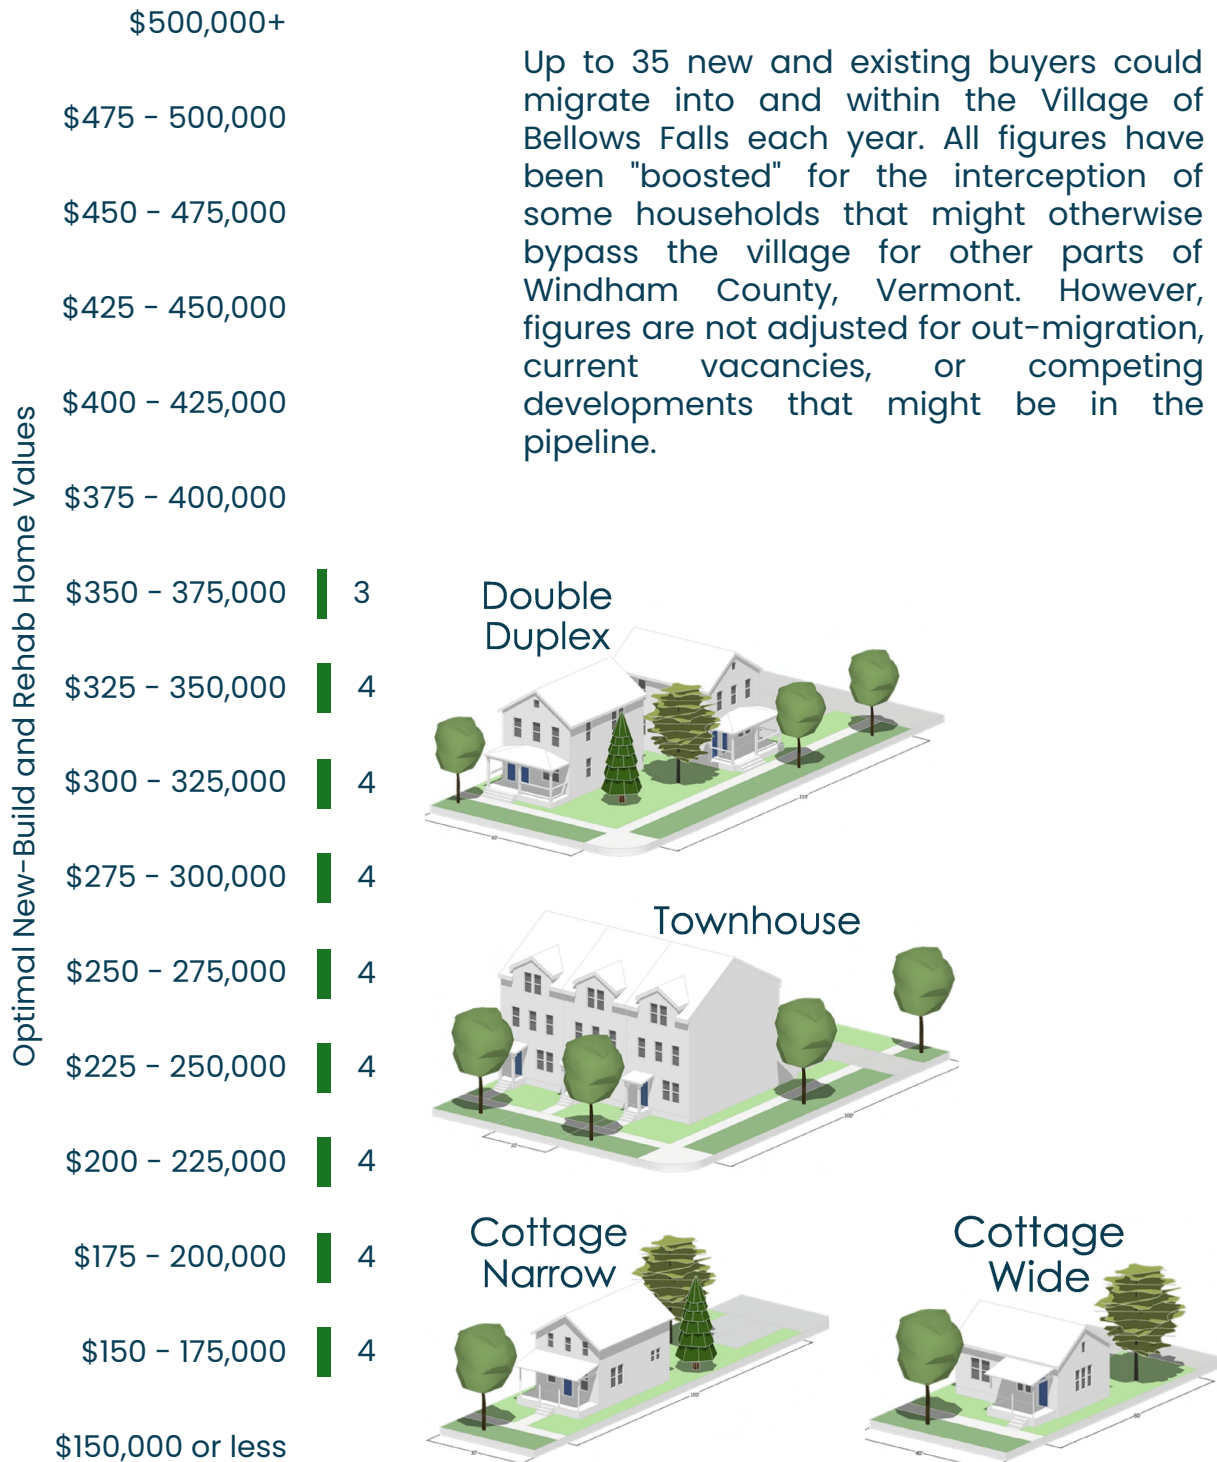 $500,000+
Up to 35 new and existing buyers could
migrate into and within the Village of
Bellows Falls each year. All figures have
been "boosted" for the interception of
some households that might otherwise
bypass the village for other parts of
Windham County, Vermont. However,
figures are not adjusted for out-migration,
current vacancies, or competing
developments that might be in the
pipeline.
$475 - 500,000
$450 - 475,000
$425 - 450,000
$400 - 425,000
$375 - 400,000
Optimal New-Build and Rehab Home Values
$350 - 375,000 3
$325 - 350,000 4
$300 - 325,000 4
$275 - 300,000 4
$250 - 275,000 4
$225 - 250,000 4
$200 - 225,000 4
$175 - 200,000 4
$150 - 175,000 4
$150,000 or less
Double
Duplex
Townhouse
Cottage
Narrow
Cottage
Wide